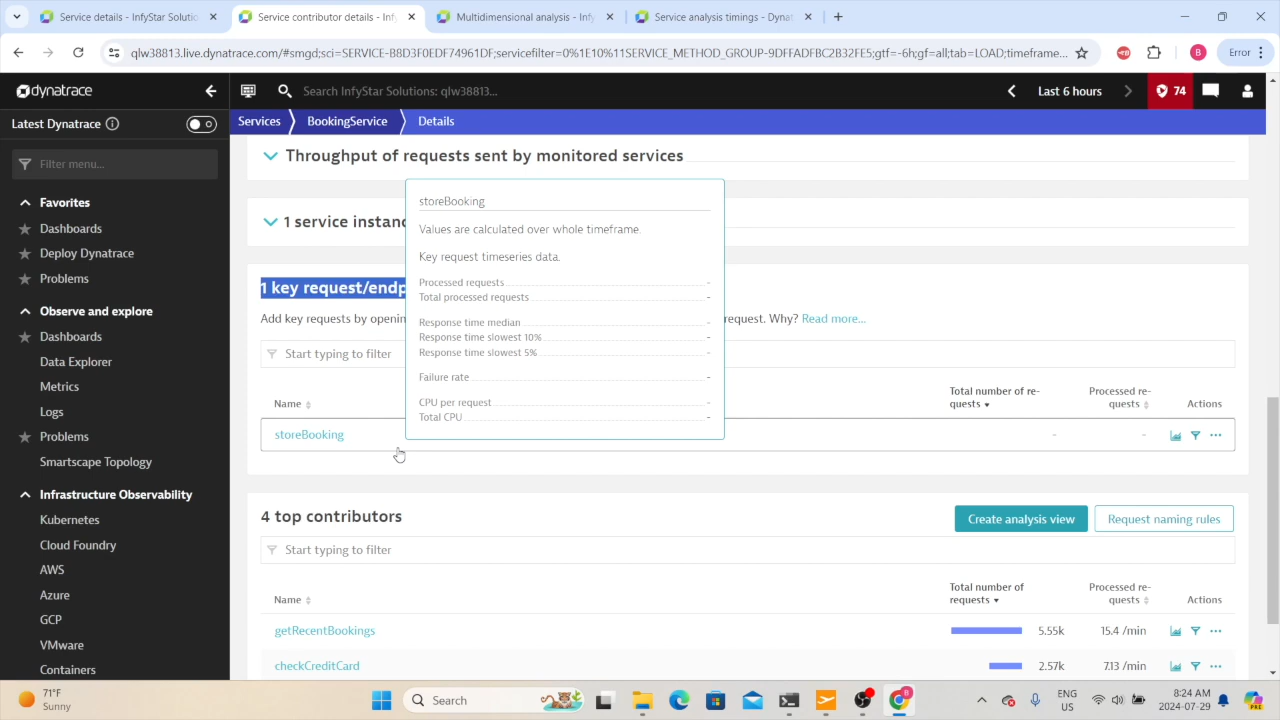 Service details - InfyStar Solution
Service contributor details - Inf
Multidimensional analysis - Infy
Service analysis timings - Dyna
qlw38813.live.dynatrace.com/#smgd;sci=SERVICE-B8D3F0EDF74961DF;servicefilter=0%1E10%11SERVICE_METHOD_GROUP-9DFFADFBC2B32FE5;gtf=-6h;gf=all;tab=LOAD;timeframe...
B
Error
dynatrace
Search InfyStar Solutions: qlw38813...
Last 6 hours
74
Latest Dynatrace
Services
BookingService
Details
Filter menu...
Favorites
Dashboards
Deploy Dynatrace
Problems
Observe and explore
Dashboards
Data Explorer
Metrics
Logs
Problems
Smartscape Topology
Infrastructure Observability
Kubernetes
Cloud Foundry
AWS
Azure
GCP
VMware
Containers
Throughput of requests sent by monitored services
1 service instanc
1 key request/endp
Add key requests by openin
request. Why? Read more...
Start typing to filter
Name
Total number of re-
quests
Processed re-
quests
Actions
storeBooking
-
-
storeBooking
Values are calculated over whole timeframe.
Key request timeseries data.
Processed requests -
Total processed requests -
Response time median -
Response time slowest 10% -
Response time slowest 5% -
Failure rate -
CPU per request -
Total CPU -
4 top contributors
Create analysis view
Request naming rules
Start typing to filter
Name
Total number of
requests
Processed re-
quests
Actions
getRecentBookings
5.55k
15.4 /min
checkCreditCard
2.57k
7.13 /min
71°F
Sunny
Search
B
ENG
US
8:24 AM
2024-07-29
PRE